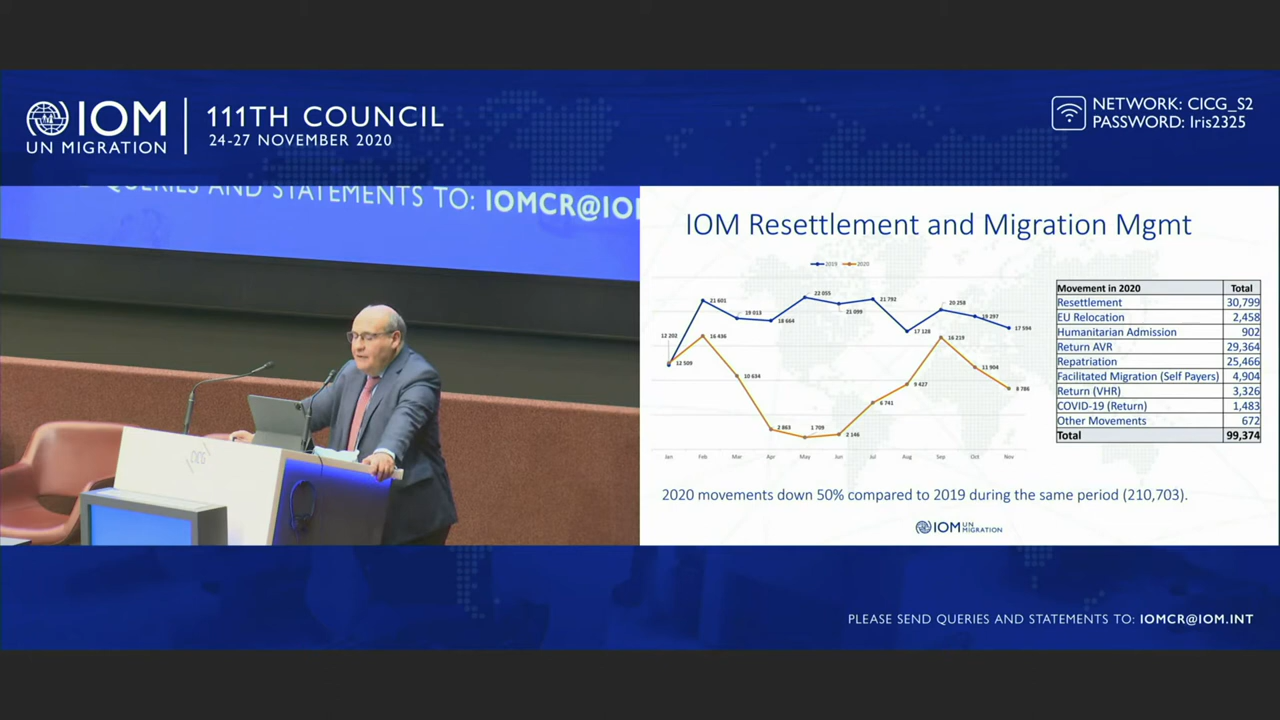 IOM
UN MIGRATION
111TH COUNCIL
24-27 NOVEMBER 2020
NETWORK: CICG_S2
PASSWORD: Iris2325
QUERIES AND STATEMENTS TO: IOMCR@IO
CICG
IOM Resettlement and Migration Mgmt
2019 2020
12 202
21 601
19 013
18 664
22 055
21 099
21 792
17 128
20 258
19 297
17 594
12 509
16 436
10 634
2 863
1 709
2 146
6 741
9 427
16 219
11 904
8 786
Jan Feb Mar Apr May Jun Jul Aug Sep Oct Nov
Movement in 2020 Total
Resettlement 30,799
EU Relocation 2,458
Humanitarian Admission 902
Return AVR 29,364
Repatriation 25,466
Facilitated Migration (Self Payers) 4,904
Return (VHR) 3,326
COVID-19 (Return) 1,483
Other Movements 672
Total 99,374
2020 movements down 50% compared to 2019 during the same period (210,703).
IOM UN MIGRATION
PLEASE SEND QUERIES AND STATEMENTS TO: IOMCR@IOM.INT